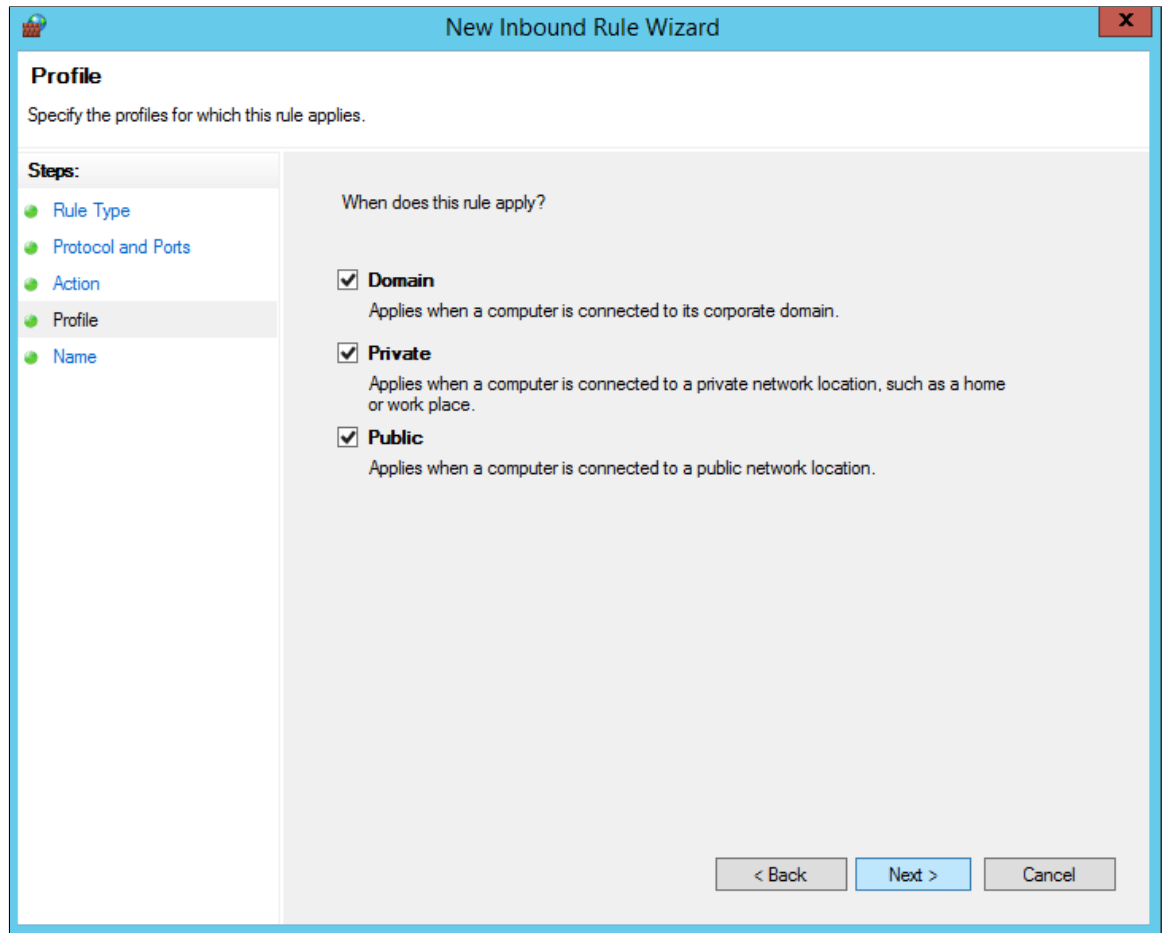 New Inbound Rule Wizard
x
Profile
Specify the profiles for which this rule applies.
Steps:
Rule Type
Protocol and Ports
Action
Profile
Name
When does this rule apply?
Domain
Applies when a computer is connected to its corporate domain.
Private
Applies when a computer is connected to a private network location, such as a home
or work place.
Public
Applies when a computer is connected to a public network location.
< Back
Next >
Cancel